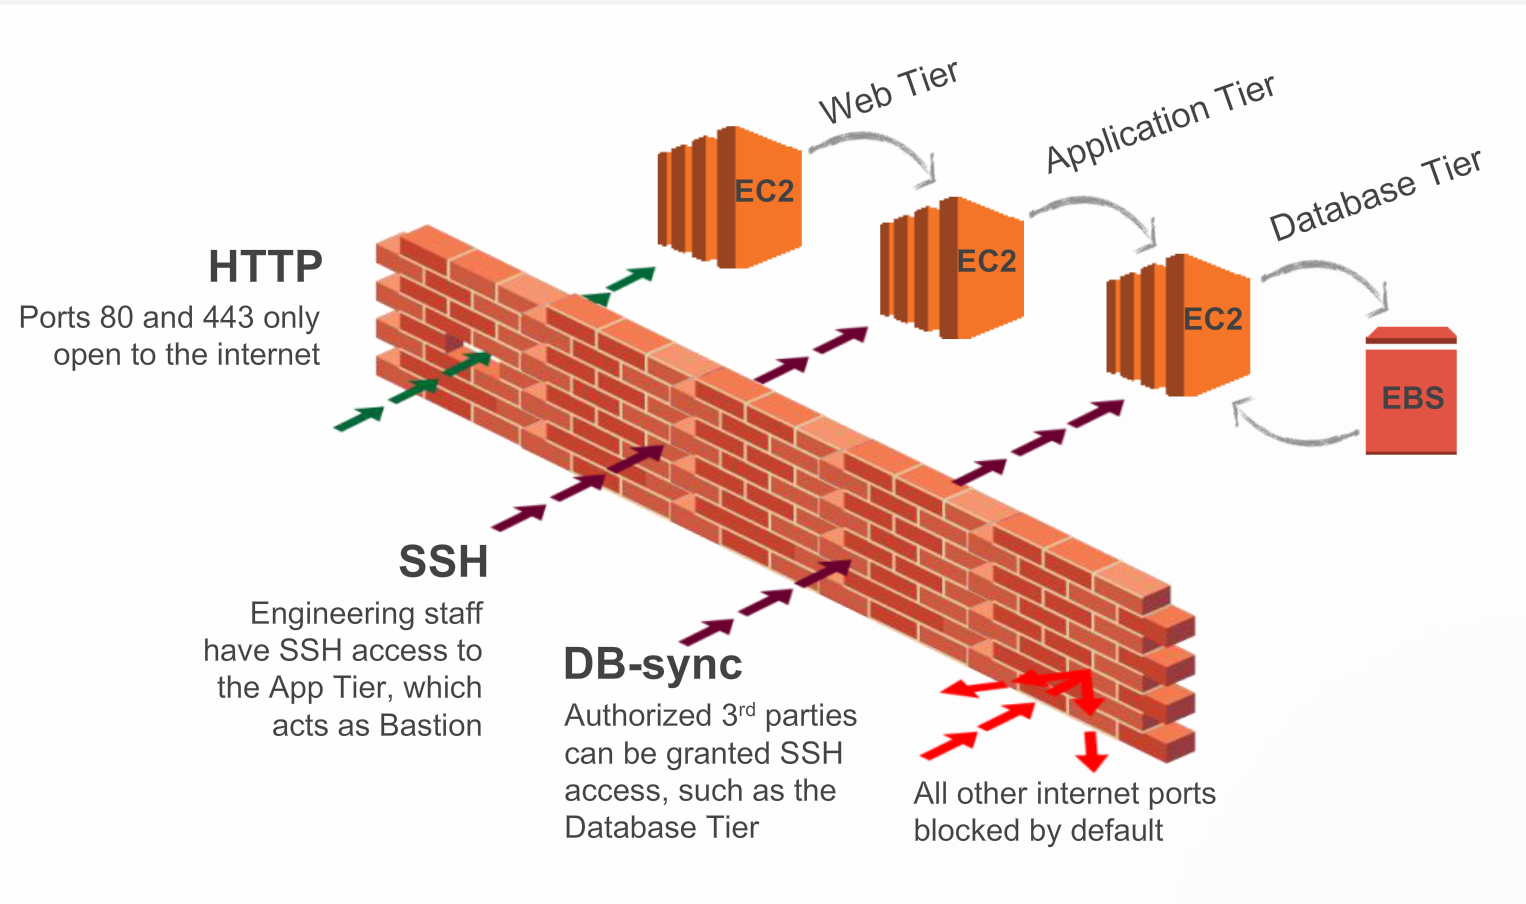 Web Tier
Application Tier
Database Tier
EC2
EC2
EC2
EBS
HTTP
Ports 80 and 443 only
open to the internet
SSH
Engineering staff
have SSH access to
the App Tier, which
acts as Bastion
DB-sync
Authorized 3rd parties
can be granted SSH
access, such as the
Database Tier
All other internet ports
blocked by default